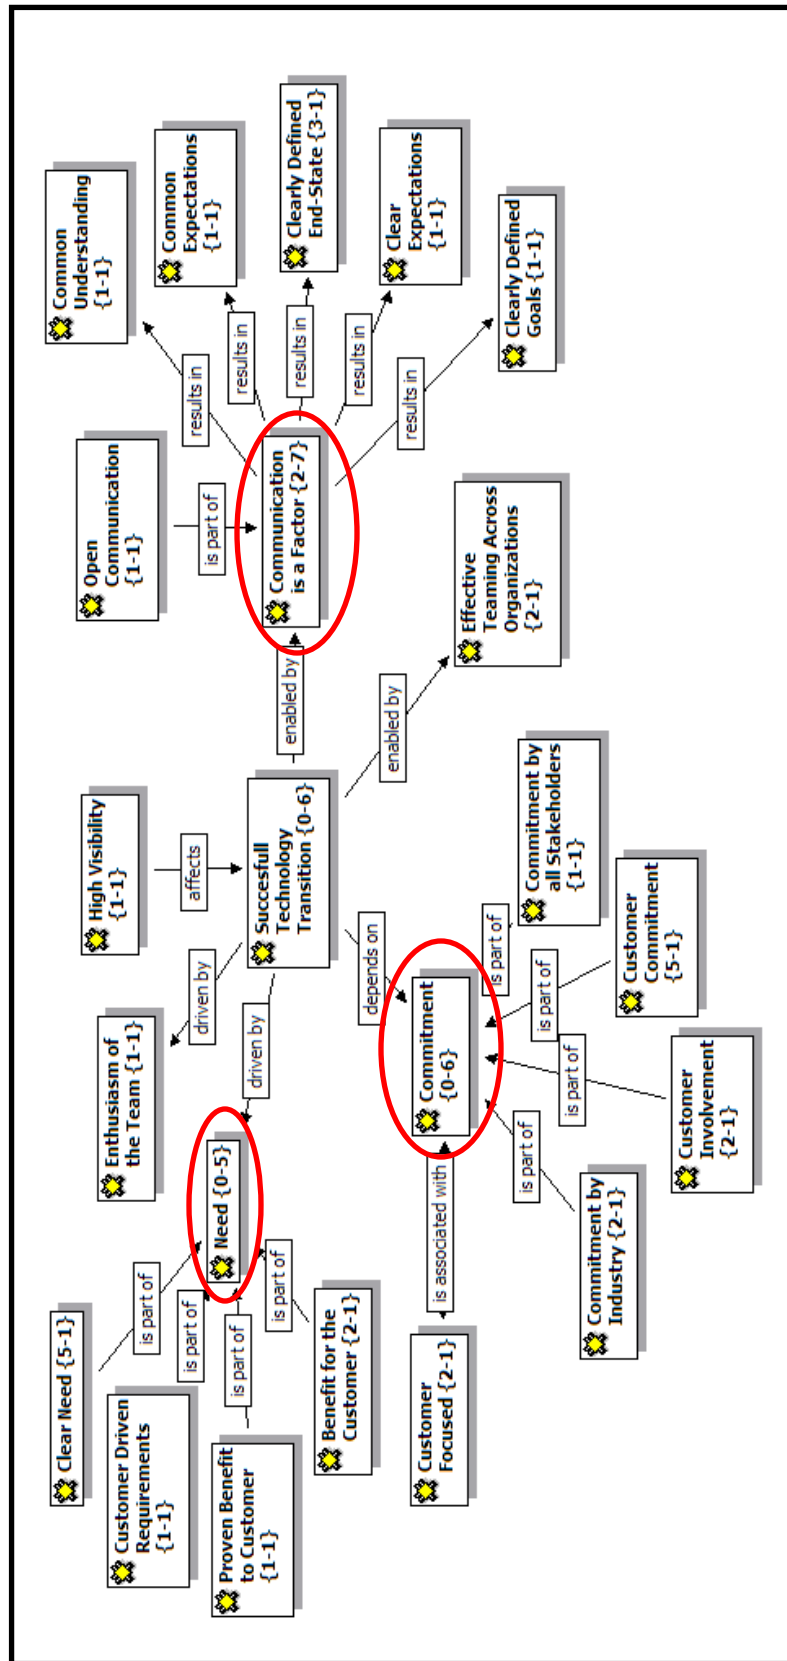 Clear Need {5-1}
Customer Driven
Requirements
{1-1}
Proven Benefit
to Customer
{1-1}
Benefit for the
Customer {2-1}
is part of
is part of
is part of
is part of
Need {0-5}
Enthusiasm of
the Team {1-1}
driven by
driven by
High Visibility
{1-1}
affects
Succesfull
Technology
Transition {0-6}
depends on
enabled by
enabled by
Open
Communication
{1-1}
is part of
Communication
is a Factor {2-7}
results in
results in
results in
results in
results in
Common
Understanding
{1-1}
Common
Expectations
{1-1}
Clearly Defined
End-State {3-1}
Clear
Expectations
{1-1}
Clearly Defined
Goals {1-1}
Effective
Teaming Across
Organizations
{2-1}
Customer
Focused {2-1}
is associated with
Commitment
{0-6}
is part of
is part of
is part of
is part of
Commitment by
Industry {2-1}
Customer
Involvement
{2-1}
Customer
Commitment
{5-1}
Commitment by
all Stakeholders
{1-1}